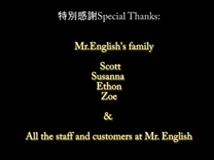 特別感謝Special Thanks:
Mr.English's family
Scott
Susanna
Ethon
Zoe
&
All the staff and customers at Mr. English